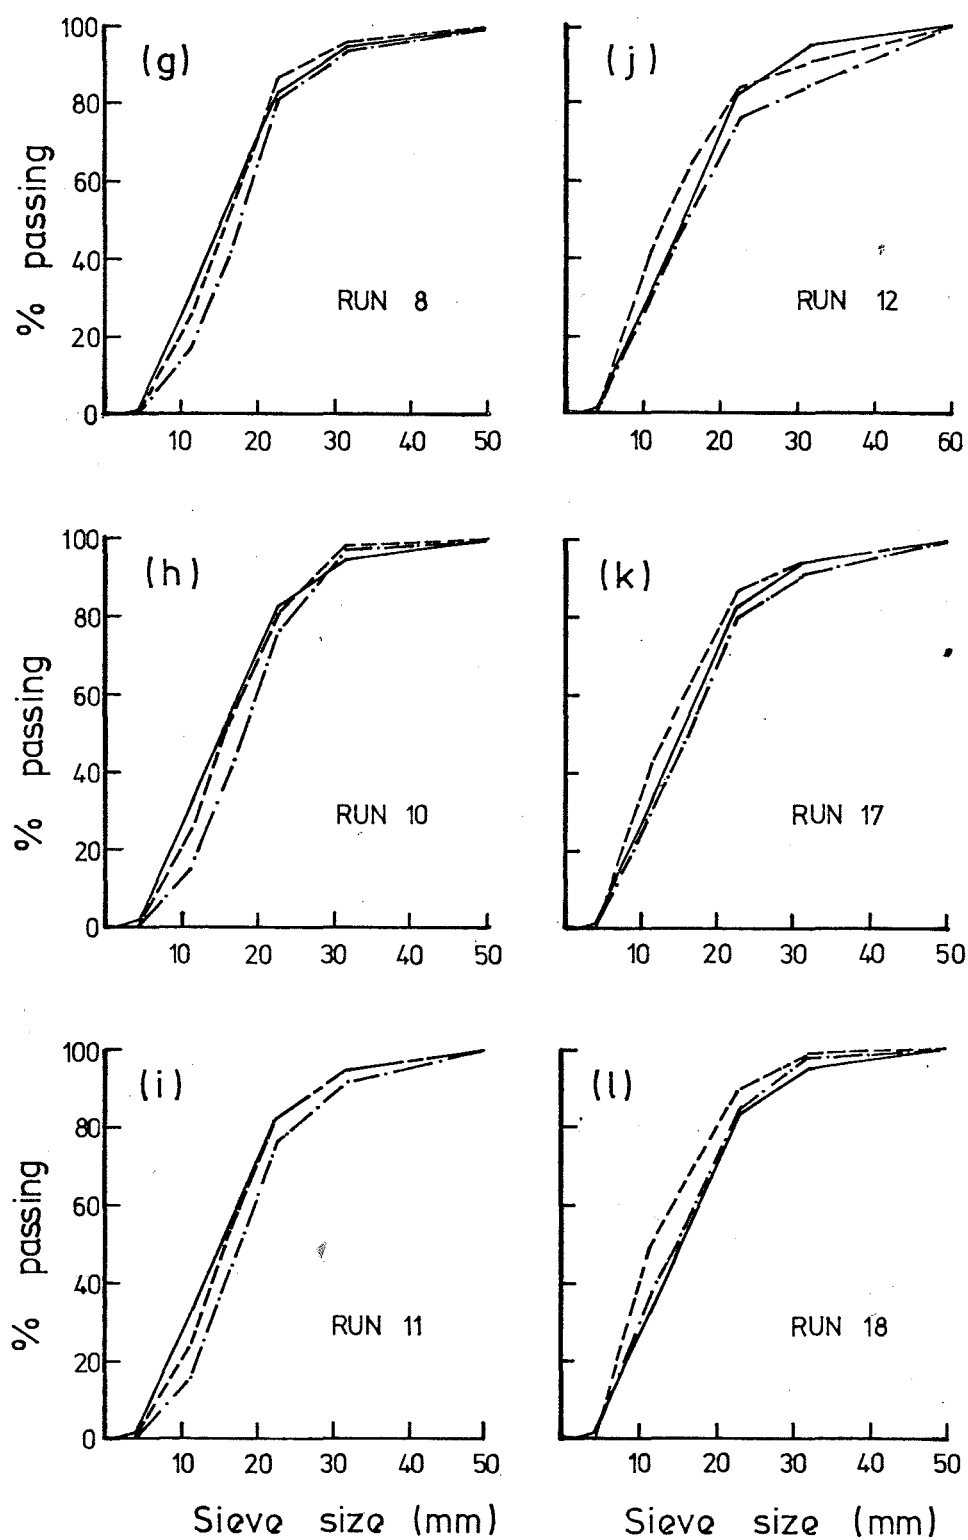 (g)
RUN 8
% passing
100
80
60
40
20
0
10 20 30 40 50
(j)
RUN 12
10 20 30 40 60
(h)
RUN 10
% passing
100
80
60
40
20
0
10 20 30 40 50
(k)
RUN 17
10 20 30 40 50
(i)
RUN 11
% passing
100
80
60
40
20
0
10 20 30 40 50
Sieve size (mm)
(l)
RUN 18
10 20 30 40 50
Sieve size (mm)